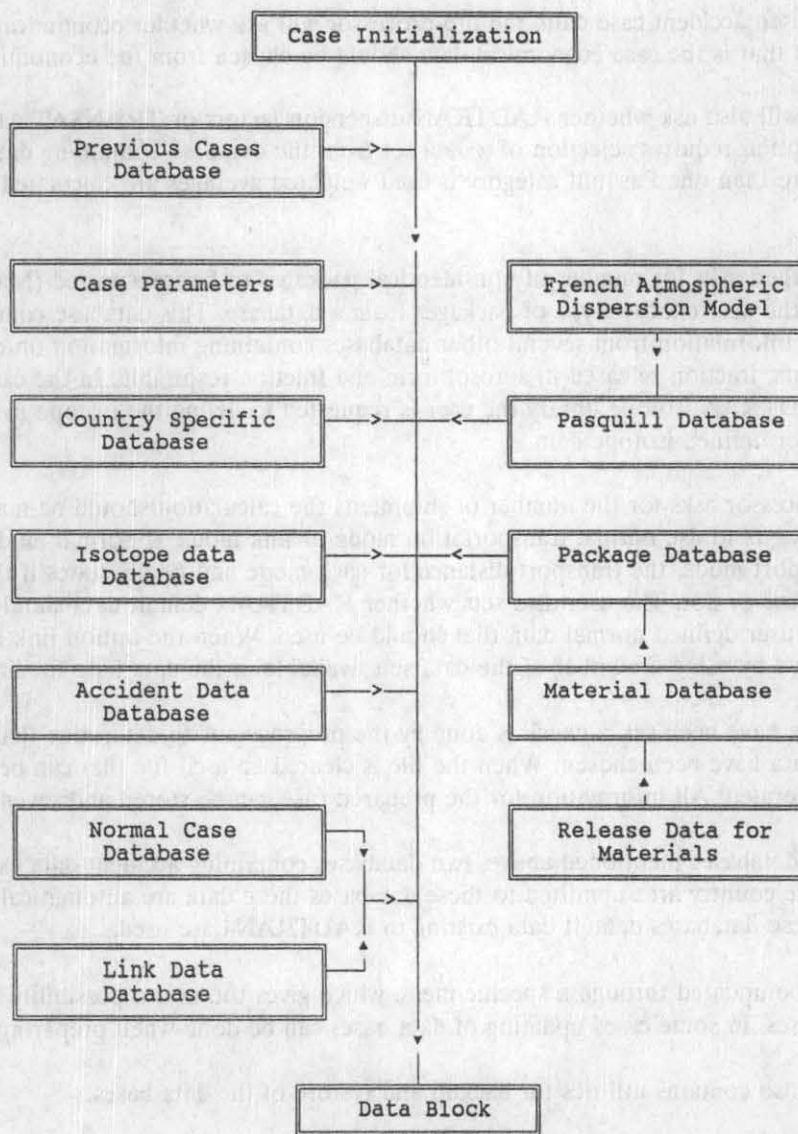 Case Initialization
Previous Cases
Database
Case Parameters
French Atmospheric
Dispersion Model
Country Specific
Database
Pasquill Database
Isotope data
Database
Package Database
Accident Data
Database
Material Database
Normal Case
Database
Release Data for
Materials
Link Data
Database
Data Block